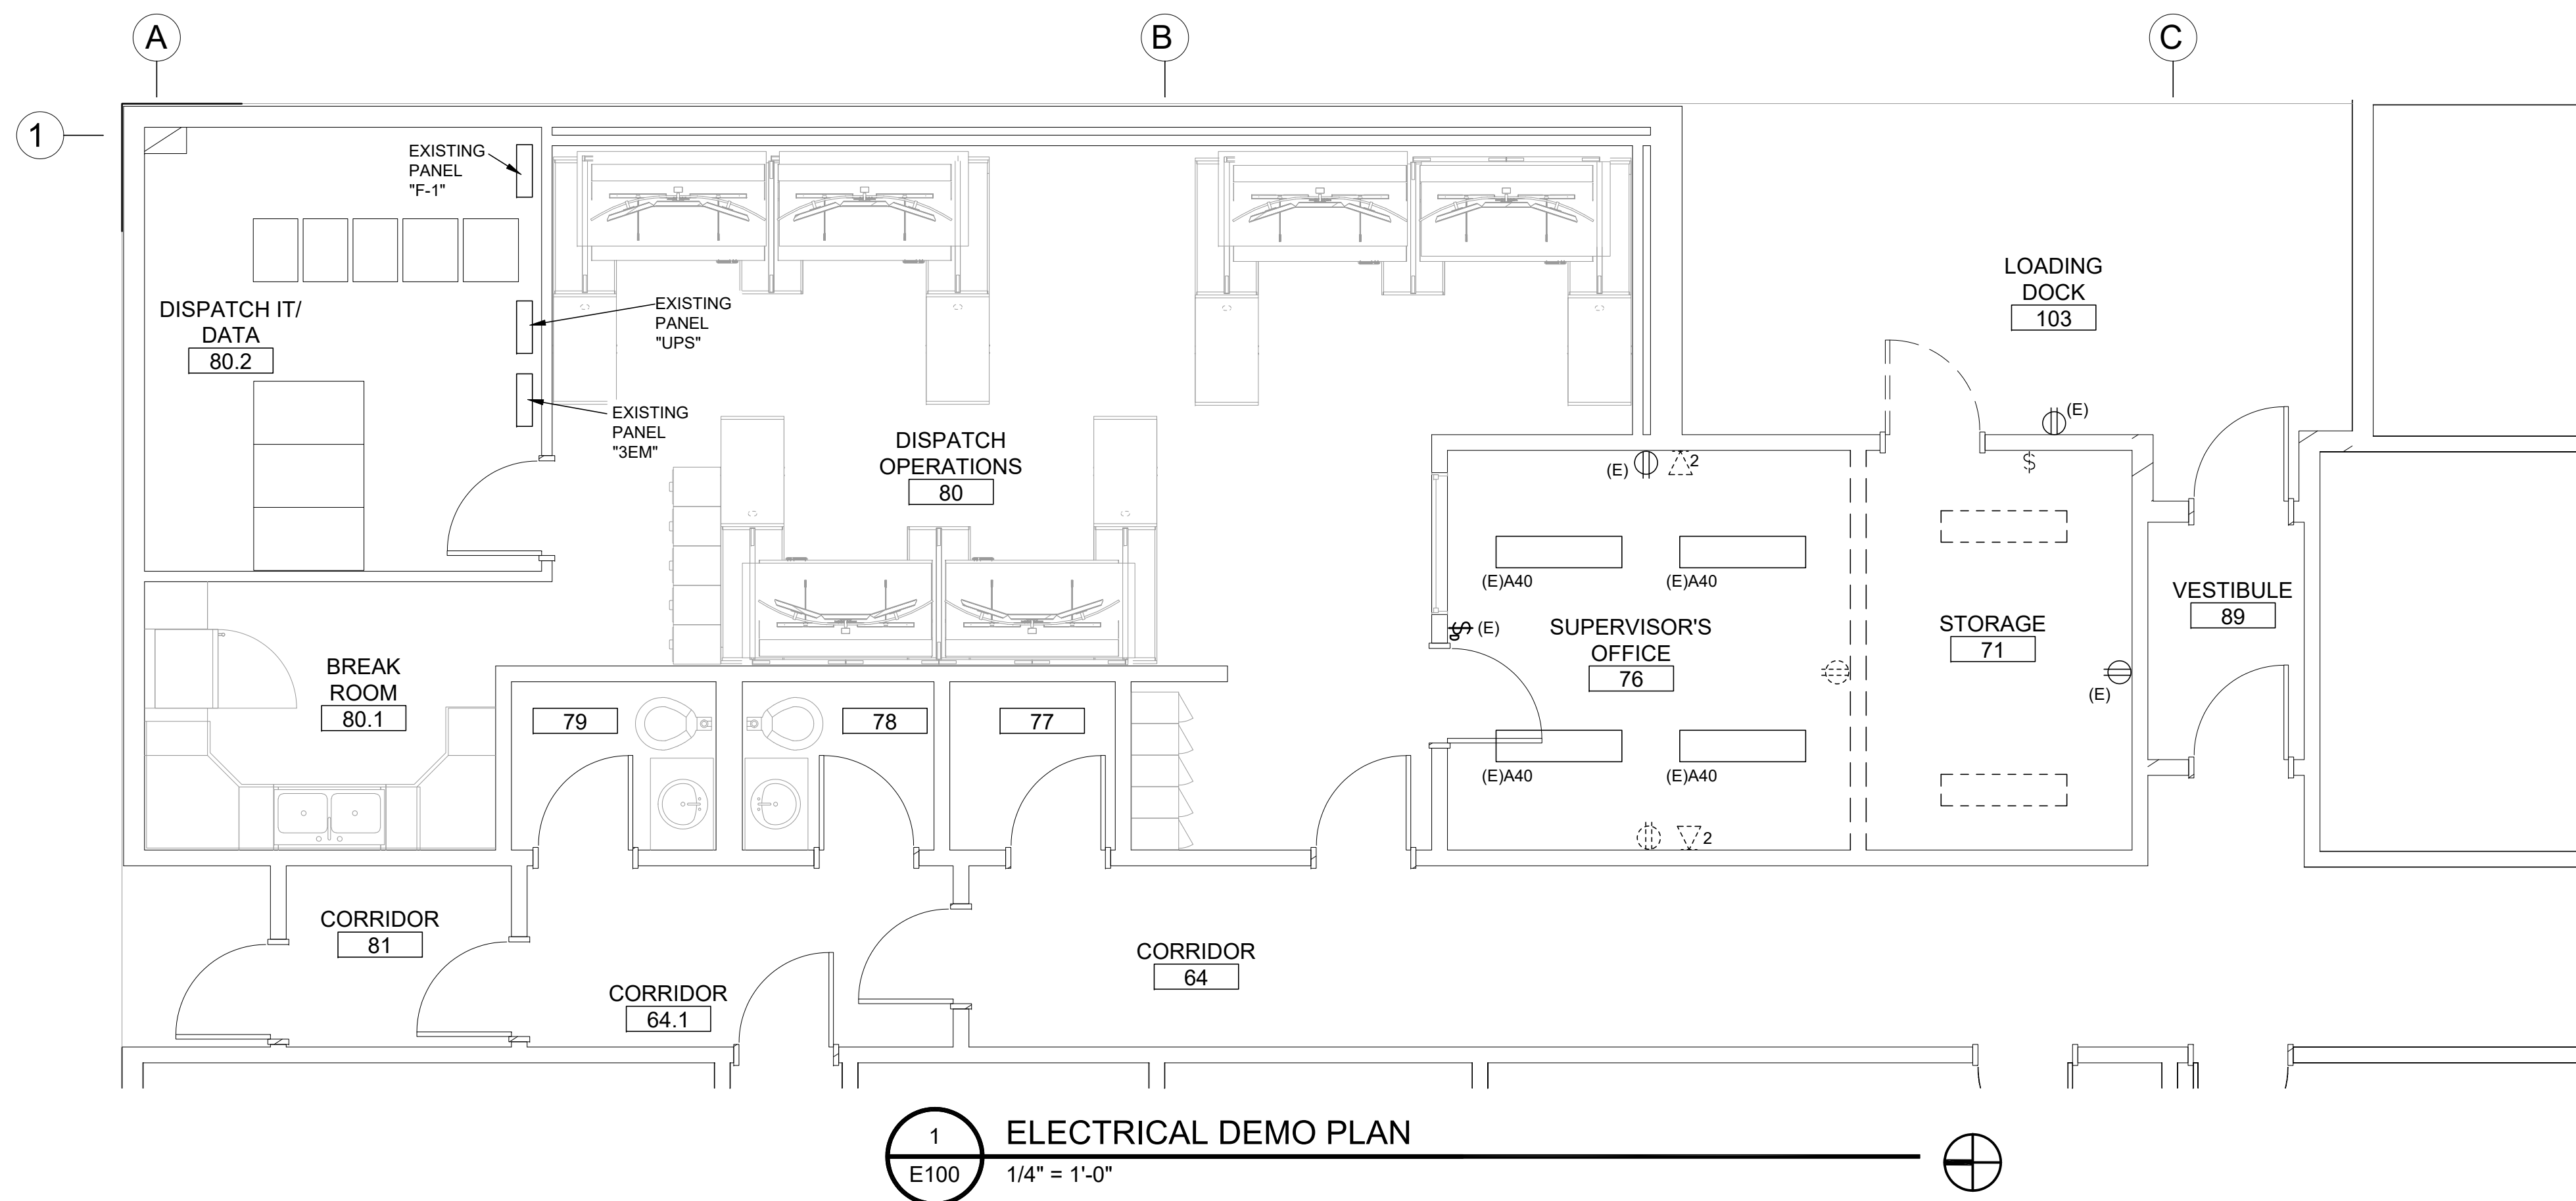 A
B
C
1
EXISTING
PANEL
"F-1"
DISPATCH IT/
DATA
80.2
EXISTING
PANEL
"UPS"
EXISTING
PANEL
"3EM"
DISPATCH
OPERATIONS
80
LOADING
DOCK
103
(E)
$
(E)
2
(E)A40
(E)A40
$ (E)
SUPERVISOR'S
OFFICE
76
STORAGE
71
(E)
VESTIBULE
89
(E)A40
(E)A40
2
BREAK
ROOM
80.1
79
78
77
CORRIDOR
81
CORRIDOR
64.1
CORRIDOR
64
1
E100
ELECTRICAL DEMO PLAN
1/4" = 1'-0"